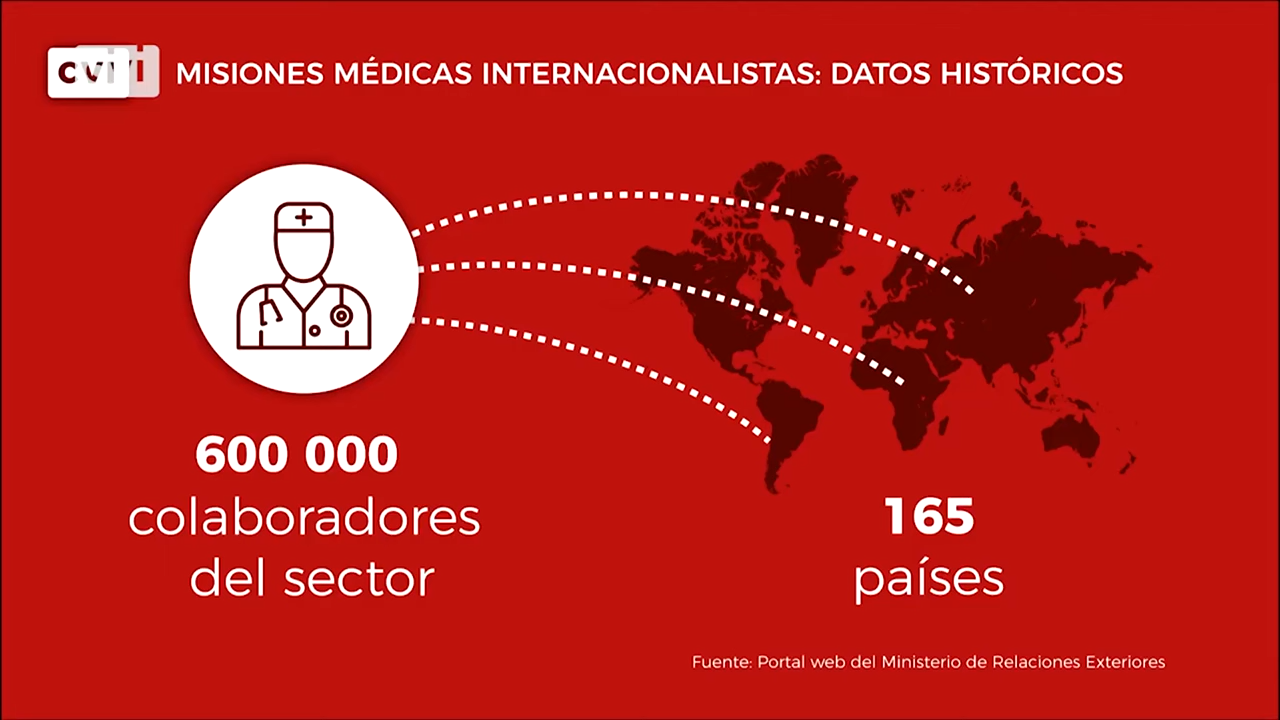 MISIONES MÉDICAS INTERNACIONALISTAS: DATOS HISTÓRICOS
600 000
colaboradores
del sector
165
países
Fuente: Portal web del Ministerio de Relaciones Exteriores